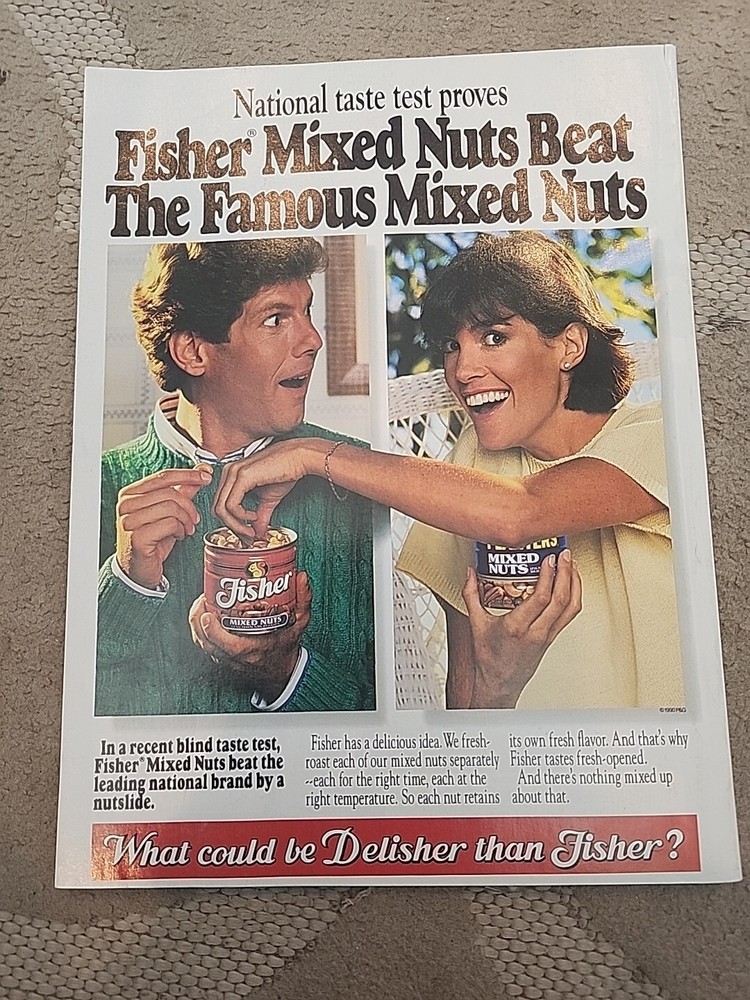 National taste test proves
Fisher® Mixed Nuts Beat
The Famous Mixed Nuts
Fisher
MIXED NUTS
MIXED
NUTS
©1990 P&G
In a recent blind taste test,
Fisher® Mixed Nuts beat the
leading national brand by a
nutslide.
Fisher has a delicious idea. We fresh-
roast each of our mixed nuts separately
--each for the right time, each at the
right temperature. So each nut retains
its own fresh flavor. And that's why
Fisher tastes fresh-opened.
And there's nothing mixed up
about that.
What could be Delisher than Fisher?